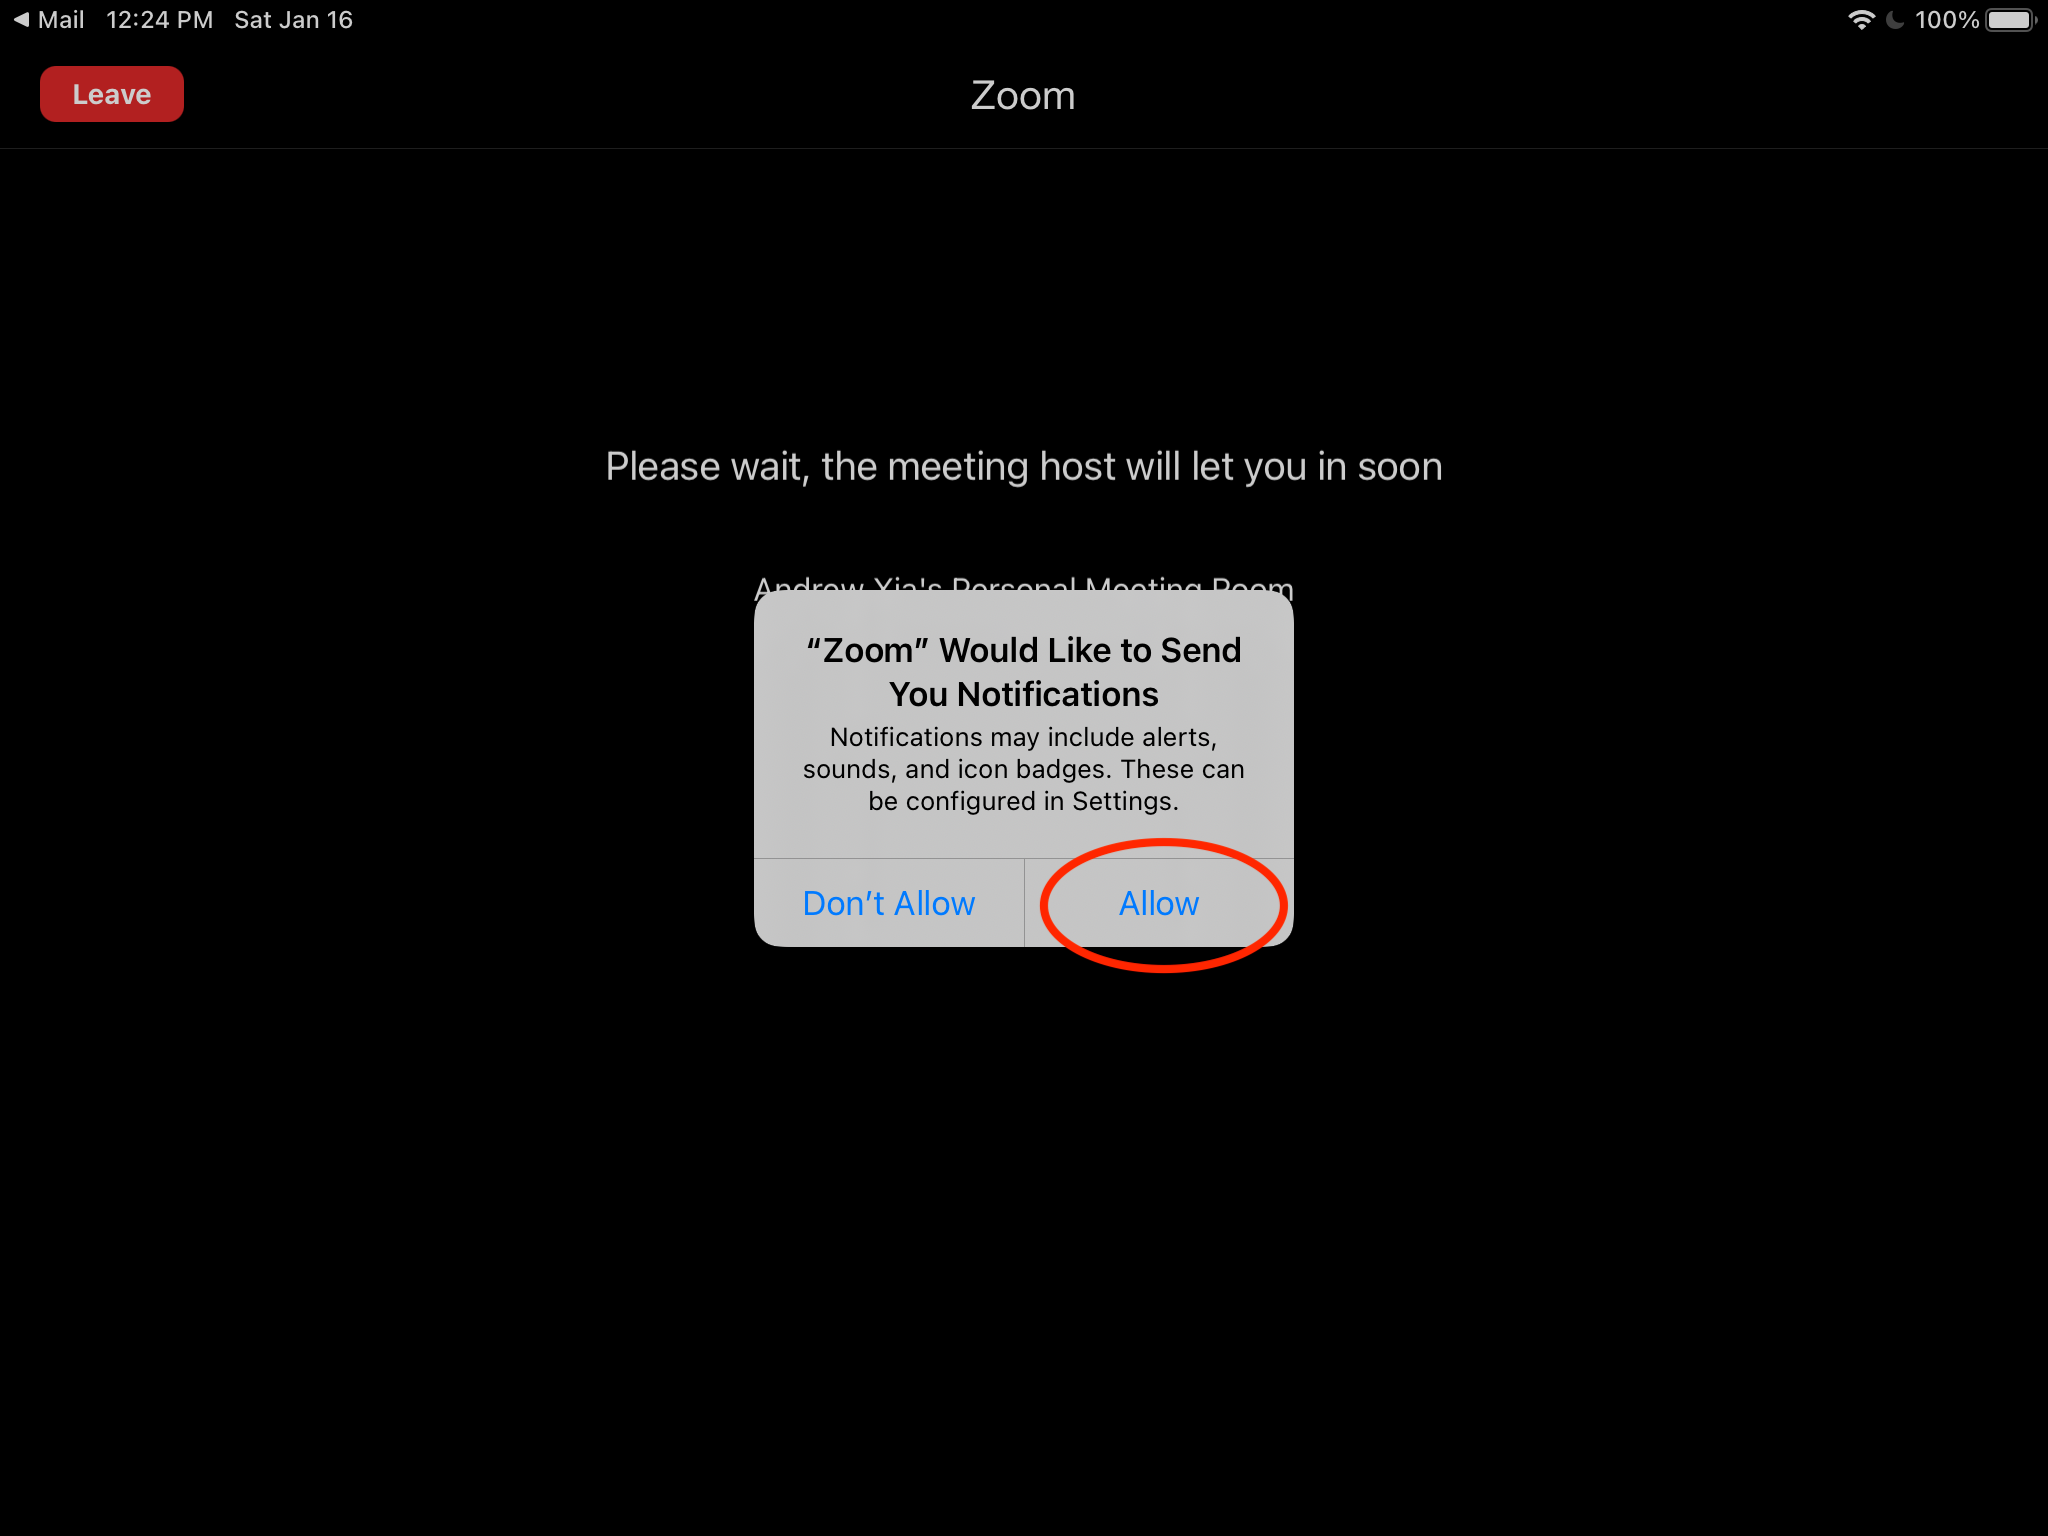 Mail 12:24 PM Sat Jan 16 100%
Leave
Zoom
Please wait, the meeting host will let you in soon
Andrew Xia's Personal Meeting Room
“Zoom” Would Like to Send
You Notifications
Notifications may include alerts,
sounds, and icon badges. These can
be configured in Settings.
Don’t Allow
Allow